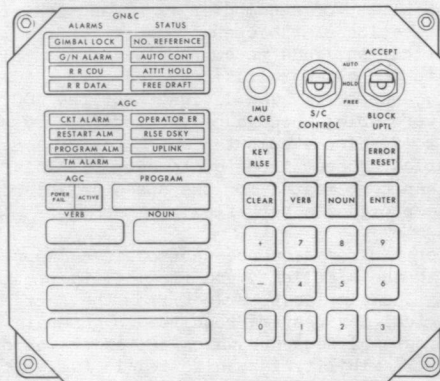 GN&C
ALARMS STATUS
GIMBAL LOCK NO. REFERENCE
G/N ALARM AUTO CONT
R R CDU ATTIT HOLD
R R DATA FREE DRAFT
AGC
CKT ALARM OPERATOR ER
RESTART ALM RLSE DSKY
PROGRAM ALM UPLINK
TM ALARM
AGC PROGRAM
POWER FAIL ACTIVE
VERB NOUN
ACCEPT
AUTO
HOLD
FREE
IMU CAGE
S/C CONTROL
BLOCK UPTL
KEY RLSE ERROR RESET
CLEAR VERB NOUN ENTER
+ 7 8 9
— 4 5 6
0 1 2 3